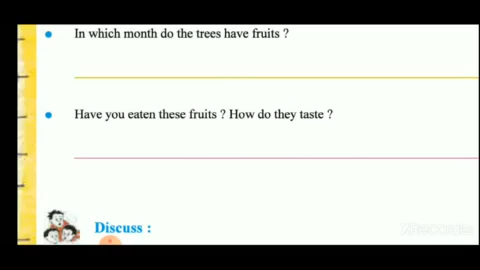 In which month do the trees have fruits ?
Have you eaten these fruits ? How do they taste ?
Discuss :